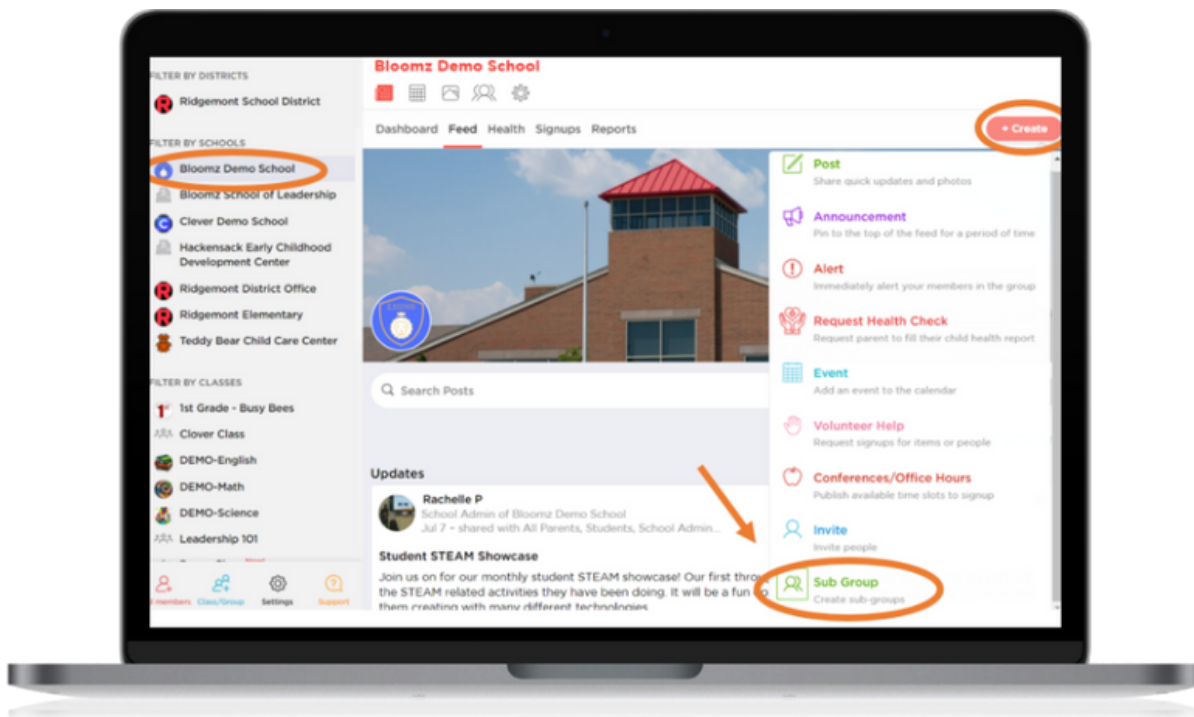 FILTER BY DISTRICTS
Ridgemont School District
FILTER BY SCHOOLS
Bloomz Demo School
Bloomz School of Leadership
Clever Demo School
Hackensack Early Childhood
Development Center
Ridgemont District Office
Ridgemont Elementary
Teddy Bear Child Care Center
FILTER BY CLASSES
1st Grade - Busy Bees
Clover Class
DEMO-English
DEMO-Math
DEMO-Science
Leadership 101
members
Class/Group
Settings
Support
Bloomz Demo School
Dashboard Feed Health Signups Reports
+ Create
Search Posts
Updates
Rachelle P
School Admin of Bloomz Demo School
Jul 7 - shared with All Parents, Students, School Admin...
Student STEAM Showcase
Join us on for our monthly student STEAM showcase! Our first
the STEAM related activities they have been doing. It will be a fun
them creating with many different technologies
Post
Share quick updates and photos
Announcement
Pin to the top of the feed for a period of time
Alert
Immediately alert your members in the group
Request Health Check
Request parent to fill their child health report
Event
Add an event to the calendar
Volunteer Help
Request signups for items or people
Conferences/Office Hours
Publish available time slots to signup
Invite
Invite people
Sub Group
Create sub-groups